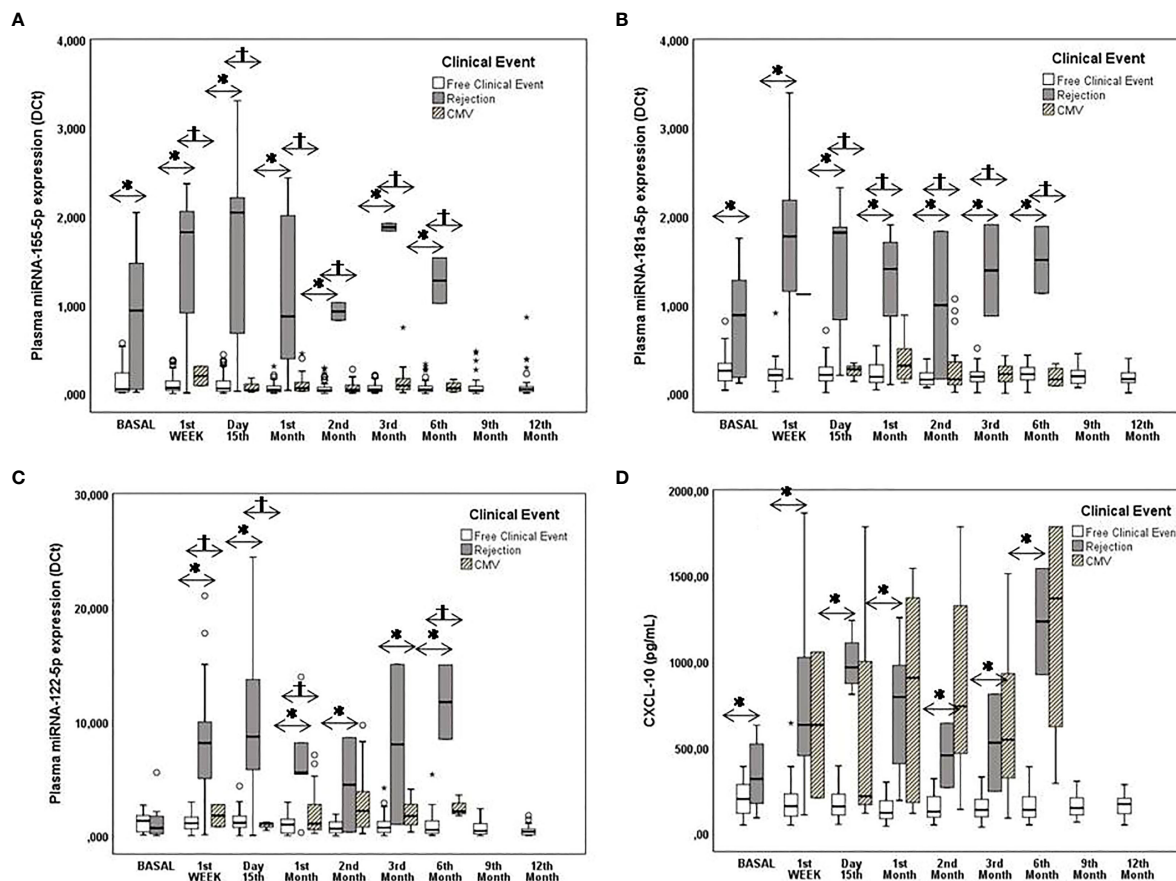 A
Plasma miRNA-155-5p expression (DCt)
4,000
3,000
2,000
1,000
,000
Clinical Event
Free Clinical Event
Rejection
CMV
BASAL
1st
WEEK
Day
15th
1st
Month
2nd
Month
3rd
Month
6th
Month
9th
Month
12th
Month
B
Plasma miRNA-181a-5p expression (DCt)
4,000
3,000
2,000
1,000
,000
Clinical Event
Free Clinical Event
Rejection
CMV
BASAL
1st
WEEK
Day
15th
1st
Month
2nd
Month
3rd
Month
6th
Month
9th
Month
12th
Month
C
Plasma miRNA-122-5p expression (DCt)
30,000
20,000
10,000
,000
Clinical Event
Free Clinical Event
Rejection
CMV
BASAL
1st
WEEK
Day
15th
1st
Month
2nd
Month
3rd
Month
6th
Month
9th
Month
12th
Month
D
CXCL-10 (pg/mL)
2000,00
1500,00
1000,00
500,00
,00
Clinical Event
Free Clinical Event
Rejection
CMV
BASAL
1st
WEEK
Day
15th
1st
Month
2nd
Month
3rd
Month
6th
Month
9th
Month
12th
Month